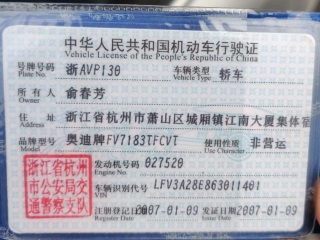 中华人民共和国机动车行驶证
Vehicle License of the People's Republic of China
号牌号码 浙AVP130 车辆类型 轿车
Plate No. Vehicle Type
所有人 俞春芳
Owner
住址 浙江省杭州市萧山区城厢镇江南大厦集体宿
Address
品牌型号 奥迪牌FV7183TFCVT 使用性质 非营运
Model Use Character
浙江省杭州市公安局交通警察支队
发动机号码 027520
Engine No.
车辆识别代号 LFV3A28E863011401
VIN
注册登记日期 2007-01-09 发证日期 2007-01-09
Register Date Issue Date